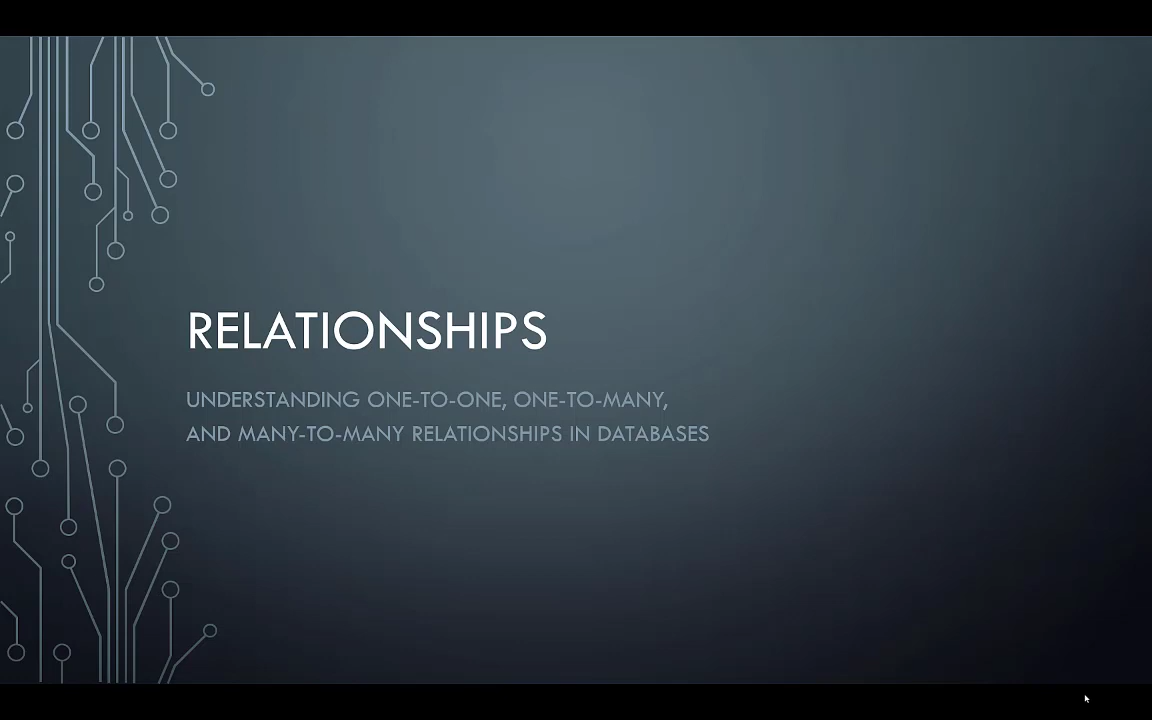 RELATIONSHIPS
UNDERSTANDING ONE-TO-ONE, ONE-TO-MANY,
AND MANY-TO-MANY RELATIONSHIPS IN DATABASES